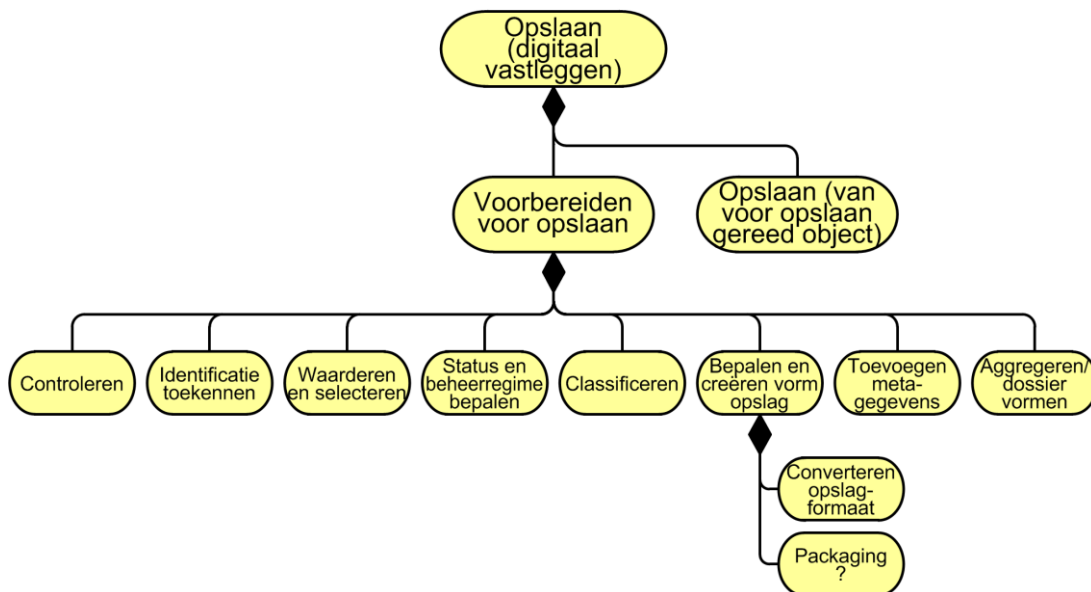 Opslaan
(digitaal
vastleggen)
Voorbereiden
voor opslaan
Opslaan (van
voor opslaan
gereed object)
Controleren
Identificatie
toekennen
Waarderen
en selecteren
Status en
beheerregime
bepalen
Classificeren
Bepalen en
creëren vorm
opslag
Toevoegen
meta-
gegevens
Aggregeren/
dossier
vormen
Converteren
opslag-
formaat
Packaging
?